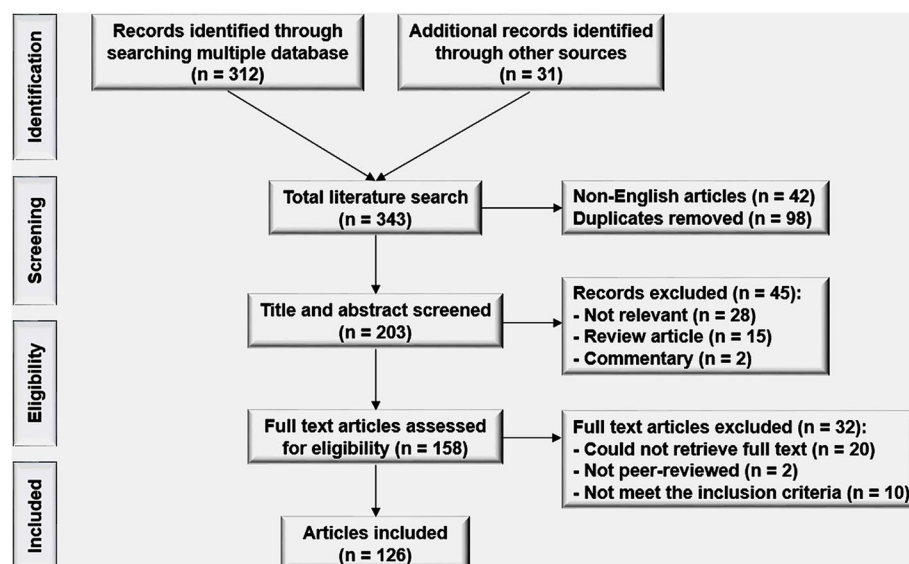 Identification
Records identified through
searching multiple database
(n = 312)
Additional records identified
through other sources
(n = 31)
Screening
Total literature search
(n = 343)
Non-English articles (n = 42)
Duplicates removed (n = 98)
Title and abstract screened
(n = 203)
Records excluded (n = 45):
- Not relevant (n = 28)
- Review article (n = 15)
- Commentary (n = 2)
Eligibility
Full text articles assessed
for eligibility (n = 158)
Full text articles excluded (n = 32):
- Could not retrieve full text (n = 20)
- Not peer-reviewed (n = 2)
- Not meet the inclusion criteria (n = 10)
Included
Articles included
(n = 126)